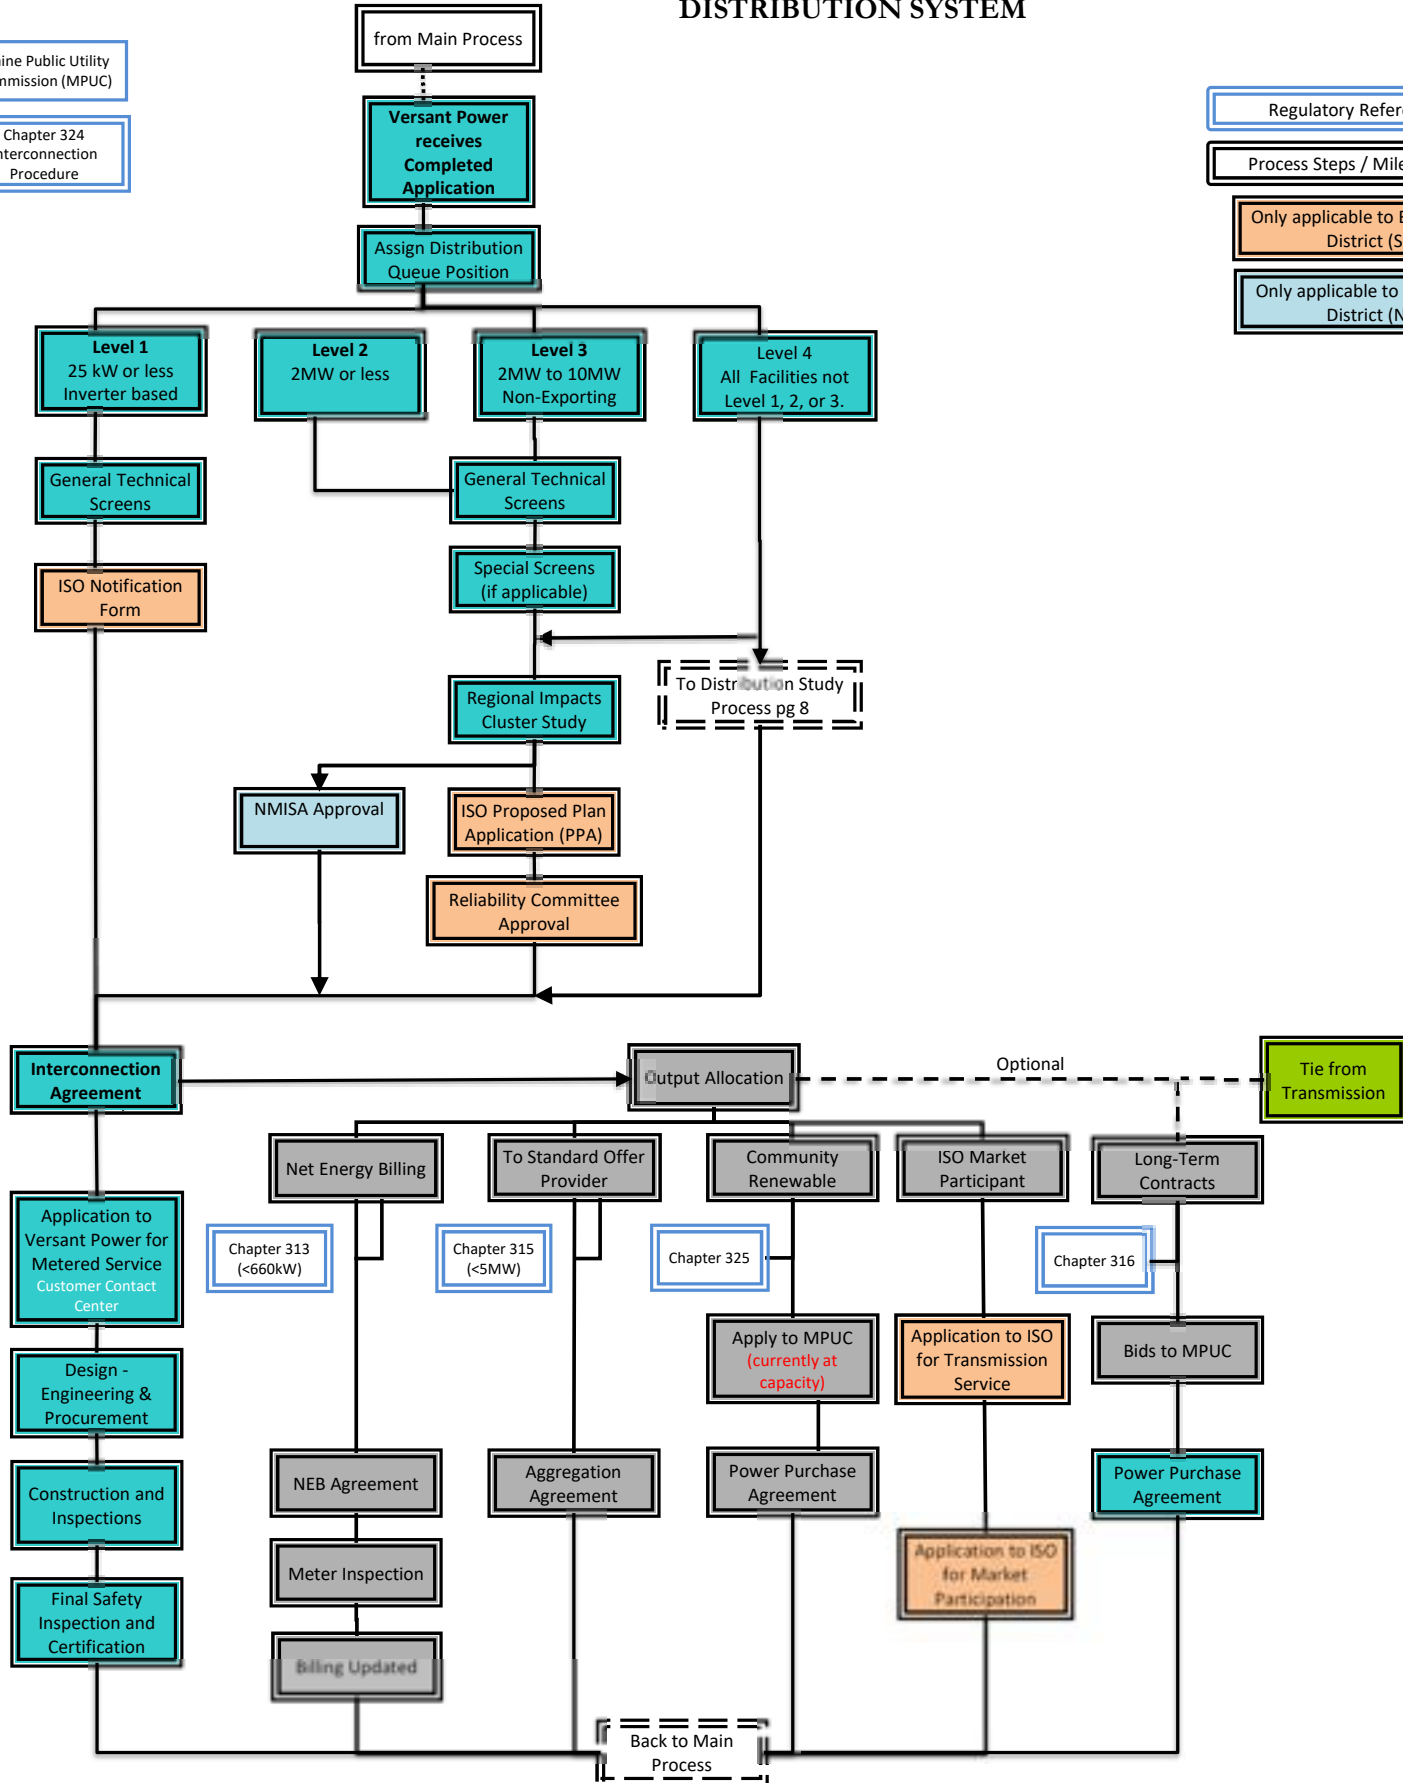 DISTRIBUTION SYSTEM
from Main Process
ine Public Utility
mmission (MPUC)
Chapter 324
nterconnection
Procedure
Versant Power
receives
Completed
Application
Regulatory Refer
Process Steps / Mile
Only applicable to
District (S
Only applicable to
District (N
Assign Distribution
Queue Position
Level 1
25 kW or less
Inverter based
Level 2
2MW or less
Level 3
2MW to 10MW
Non-Exporting
Level 4
All Facilities not
Level 1, 2, or 3.
General Technical
Screens
General Technical
Screens
ISO Notification
Form
Special Screens
(if applicable)
To Distribution Study
Process pg 8
Regional Impacts
Cluster Study
NMISA Approval
ISO Proposed Plan
Application (PPA)
Reliability Committee
Approval
Interconnection
Agreement
Output Allocation
Optional
Tie from
Transmission
Net Energy Billing
To Standard Offer
Provider
Community
Renewable
ISO Market
Participant
Long-Term
Contracts
Application to
Versant Power for
Metered Service
Customer Contact
Center
Chapter 313
(<660kW)
Chapter 315
(<5MW)
Chapter 325
Chapter 316
Apply to MPUC
(currently at
capacity)
Application to ISO
for Transmission
Service
Bids to MPUC
Design -
Engineering &
Procurement
NEB Agreement
Aggregation
Agreement
Power Purchase
Agreement
Power Purchase
Agreement
Construction and
Inspections
Meter Inspection
Application to ISO
for Market
Participation
Final Safety
Inspection and
Certification
Billing Updated
Back to Main
Process